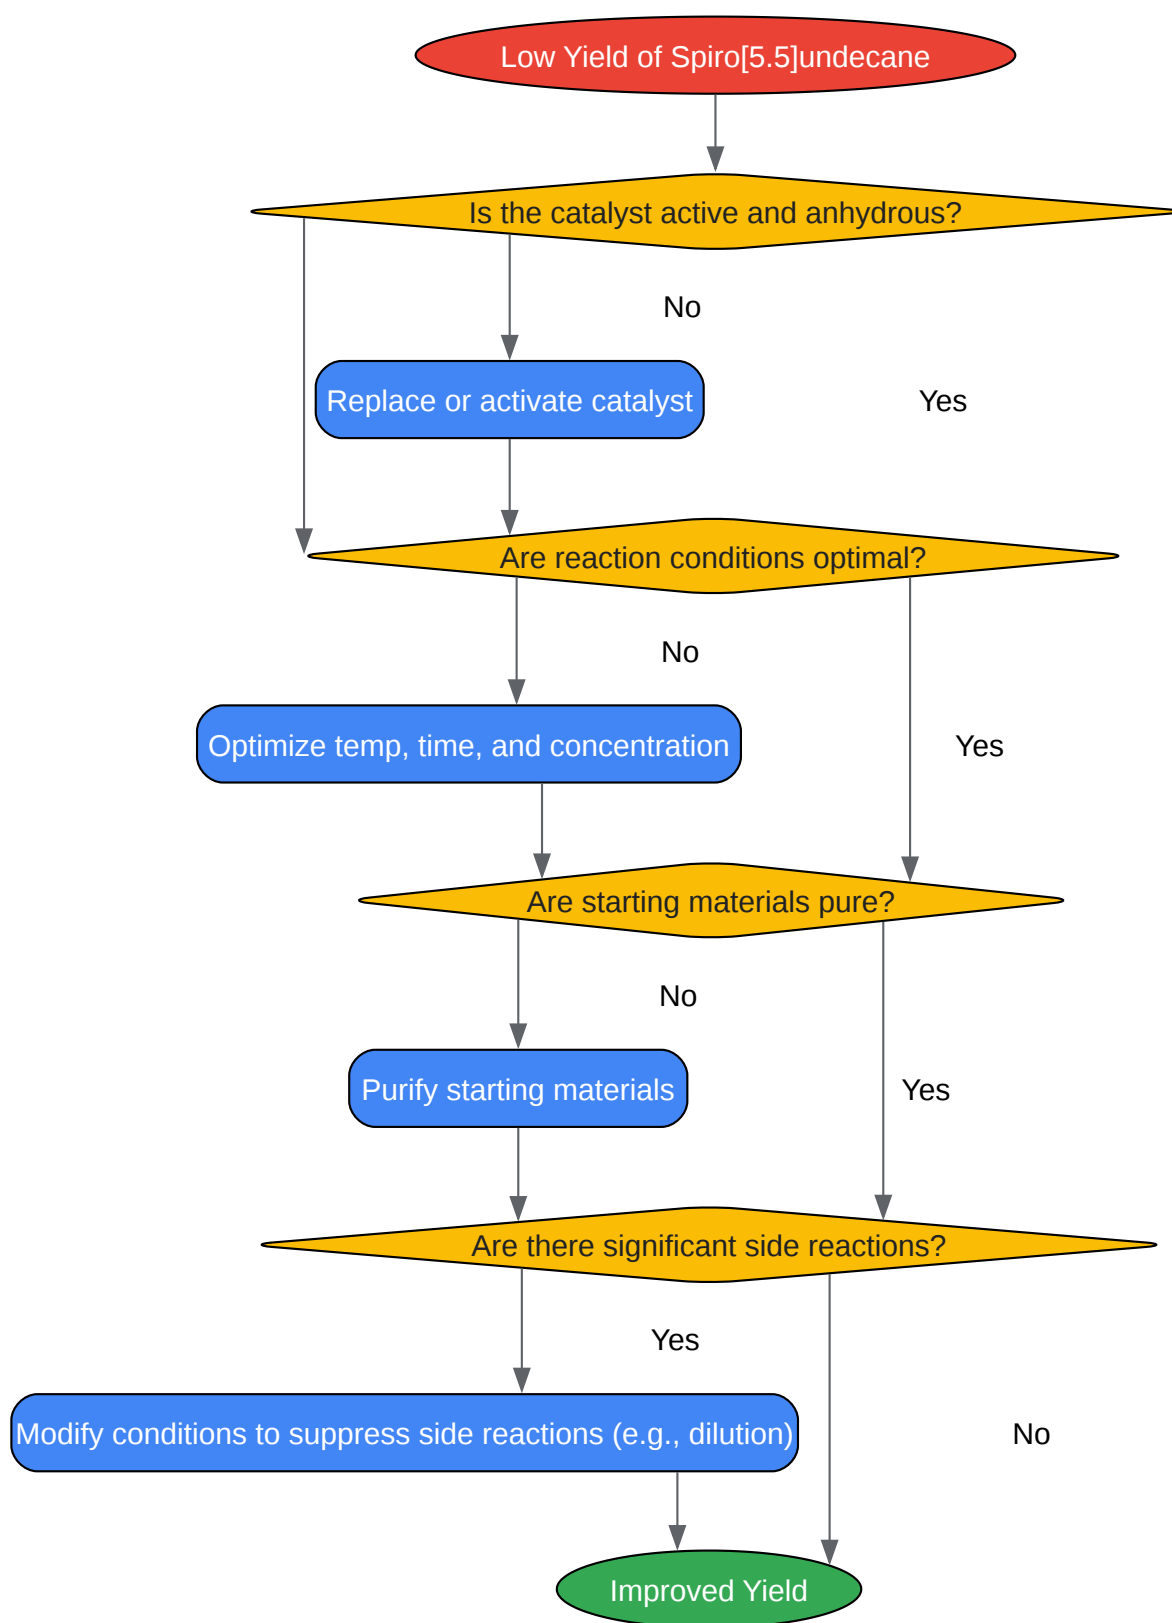 Low Yield of Spiro[5.5]undecane
Is the catalyst active and anhydrous?
No
Replace or activate catalyst
Yes
Are reaction conditions optimal?
No
Optimize temp, time, and concentration
Yes
Are starting materials pure?
No
Purify starting materials
Yes
Are there significant side reactions?
Yes
Modify conditions to suppress side reactions (e.g., dilution)
No
Improved Yield